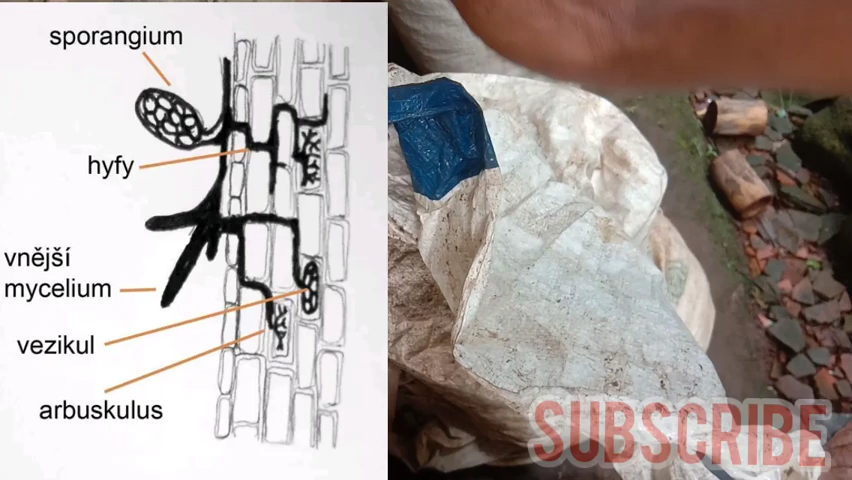 sporangium
hyfy
vnější
mycelium
vezikul
arbuskulus
SUBSCRIBE